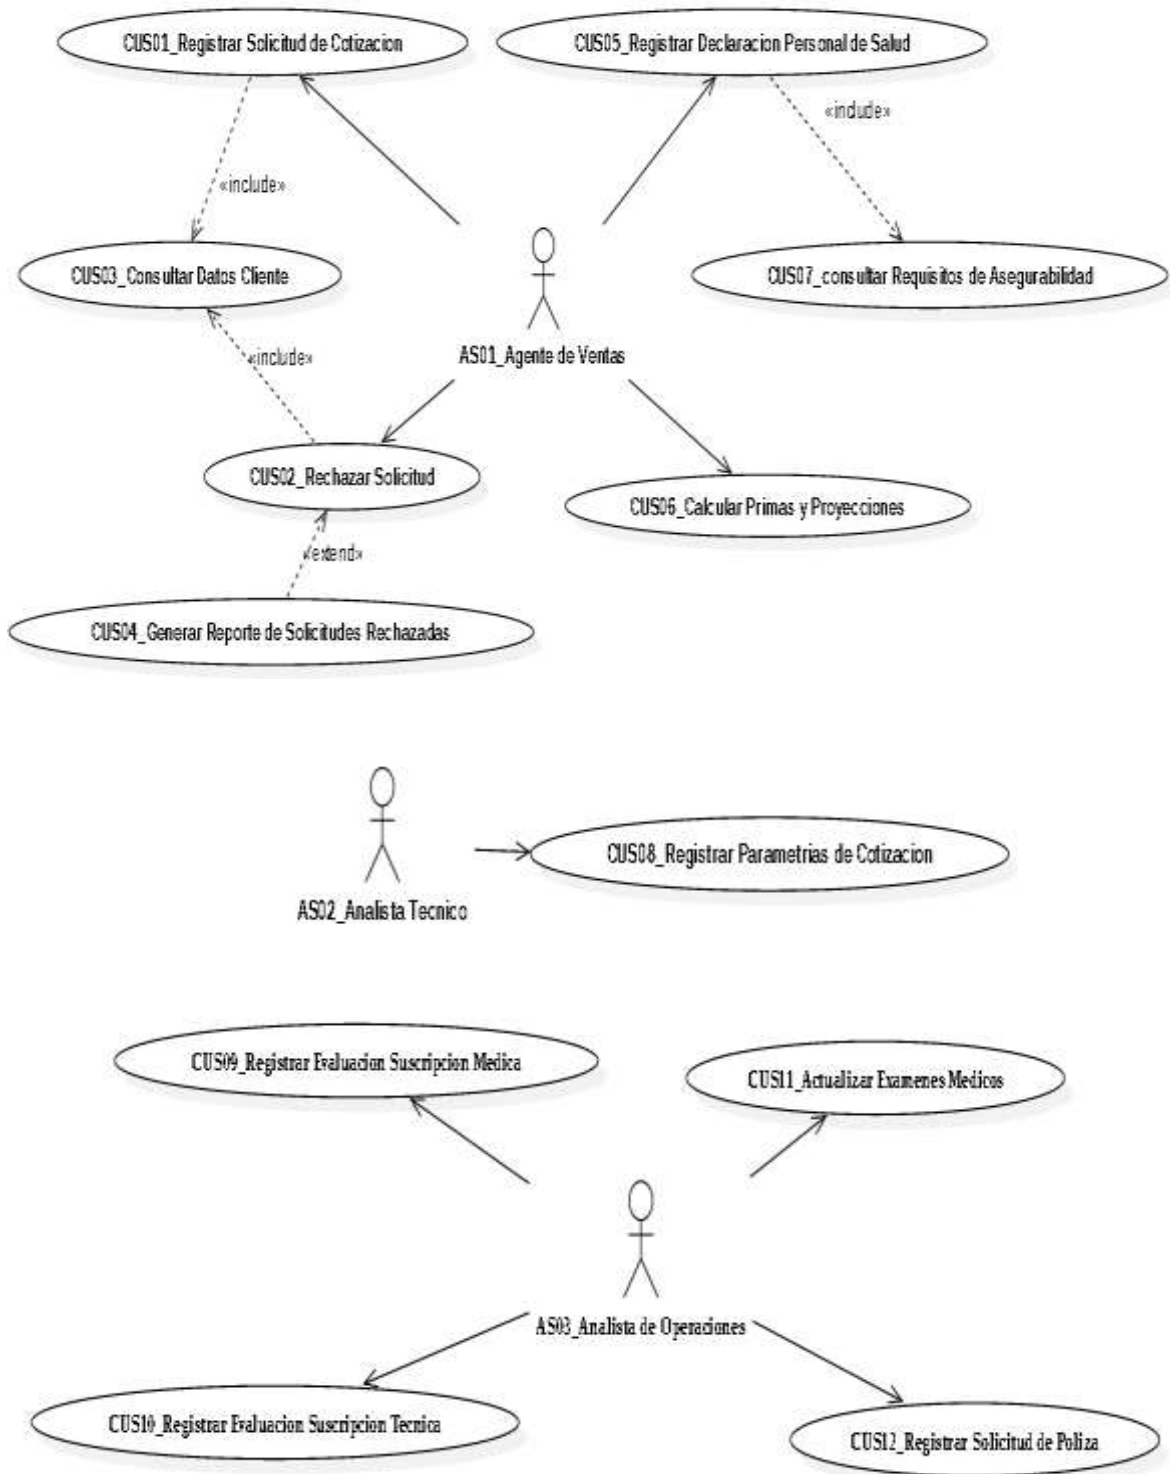 CUS01_Registrar Solicitud de Cotizacion
CUS05_Registrar Declaracion Personal de Salud
«include»
«include»
CUS03_Consultar Datos Cliente
CUS07_consultar Requisitos de Asegurabilidad
«include»
AS01_Agente de Ventas
CUS02_Rechazar Solicitud
CUS06_Calcular Primas y Proyecciones
«extend»
CUS04_Generar Reporte de Solicitudes Rechazadas
CUS08_Registrar Parametrias de Cotizacion
AS02_Analista Tecnico
CUS09_Registrar Evaluacion Suscripcion Medica
CUS11_Actualizar Examenes Medicos
AS03_Analista de Operaciones
CUS10_Registrar Evaluacion Suscripcion Tecnica
CUS12_Registrar Solicitud de Poliza